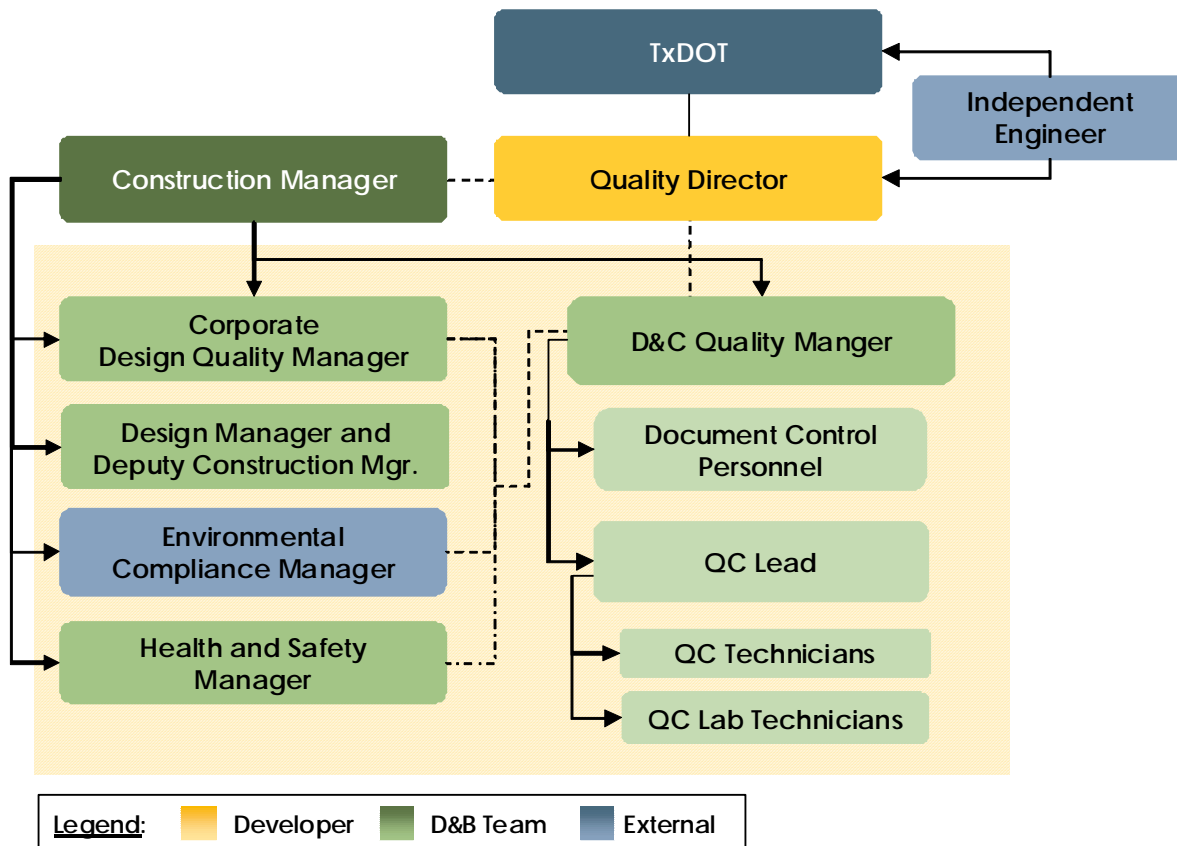 TxDOT
Independent
Engineer
Construction Manager
Quality Director
Corporate
Design Quality Manager
D&C Quality Manger
Design Manager and
Deputy Construction Mgr.
Document Control
Personnel
Environmental
Compliance Manager
QC Lead
Health and Safety
Manager
QC Technicians
QC Lab Technicians
Legend: Developer D&B Team External